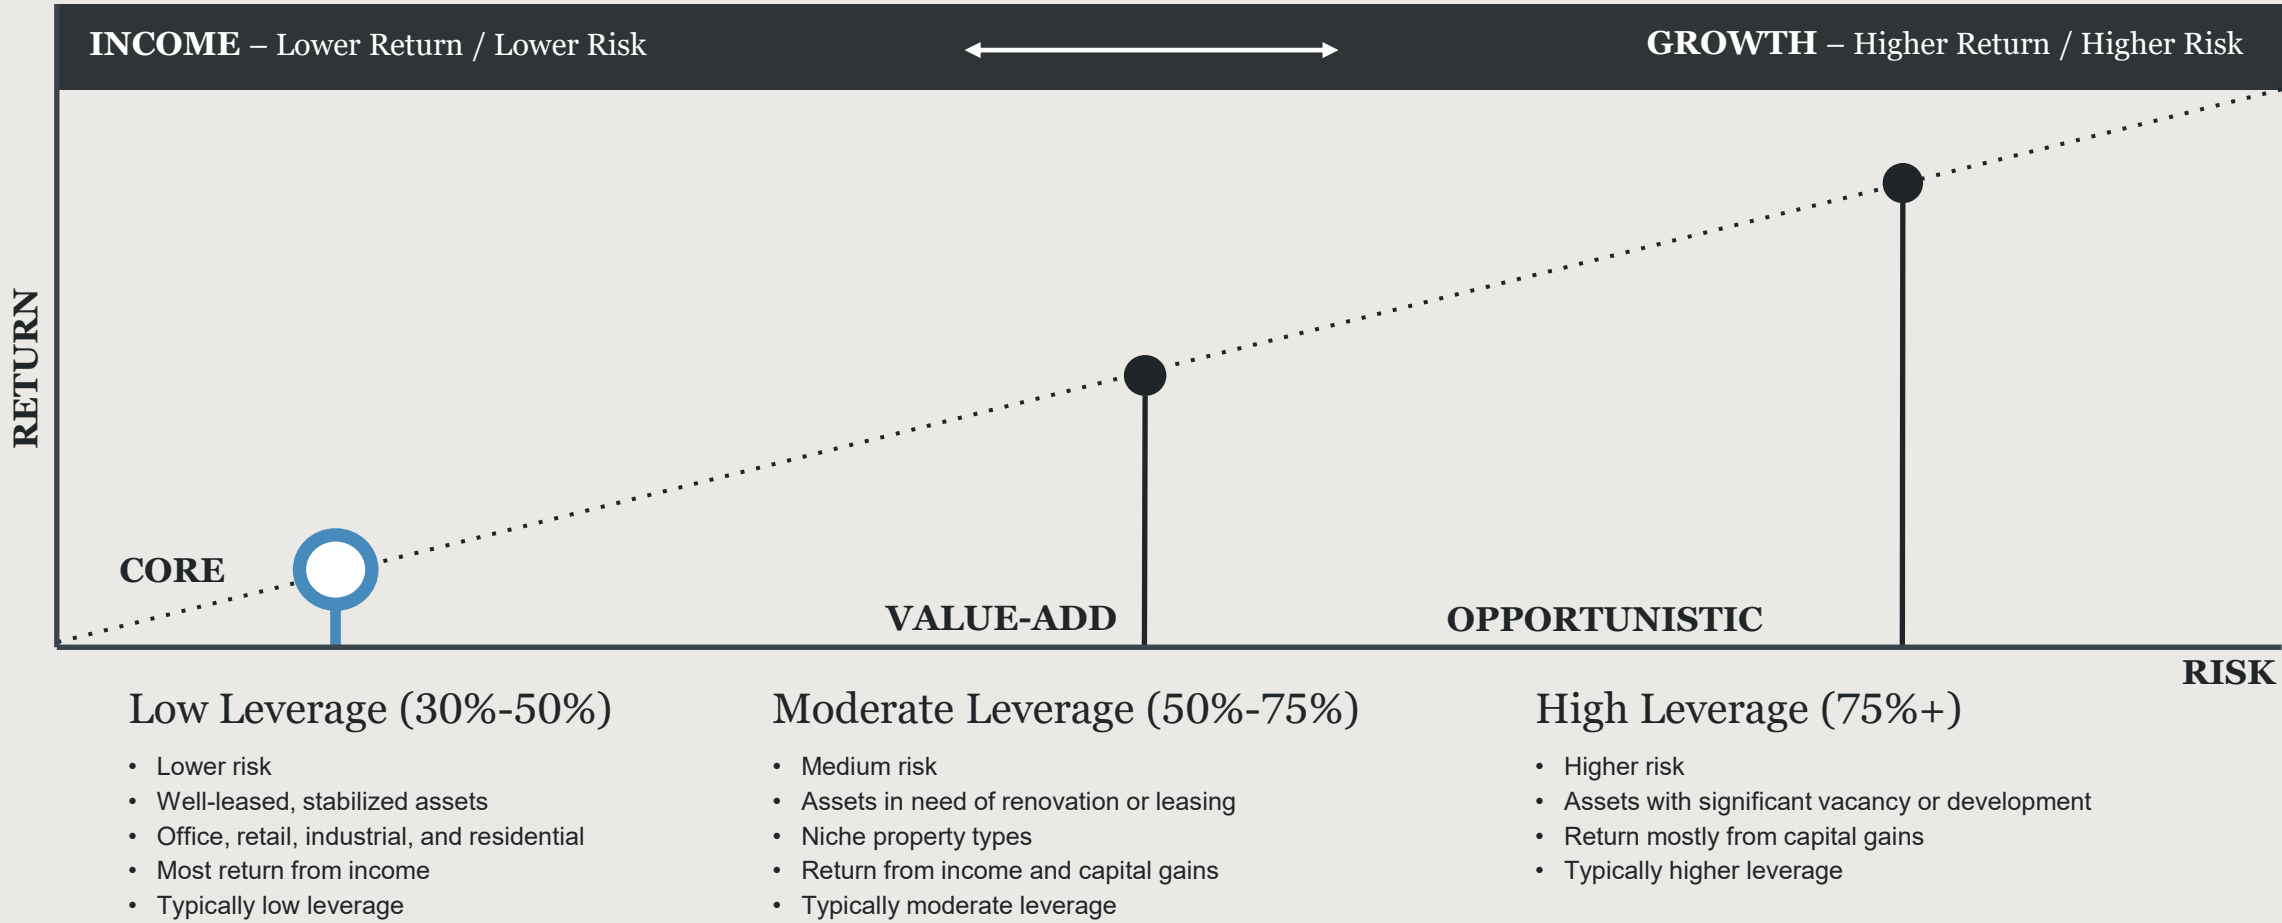 INCOME – Lower Return / Lower Risk
GROWTH – Higher Return / Higher Risk
RETURN
CORE
VALUE-ADD
OPPORTUNISTIC
RISK
Low Leverage (30%-50%)
• Lower risk
• Well-leased, stabilized assets
• Office, retail, industrial, and residential
• Most return from income
• Typically low leverage
Moderate Leverage (50%-75%)
• Medium risk
• Assets in need of renovation or leasing
• Niche property types
• Return from income and capital gains
• Typically moderate leverage
High Leverage (75%+)
• Higher risk
• Assets with significant vacancy or development
• Return mostly from capital gains
• Typically higher leverage